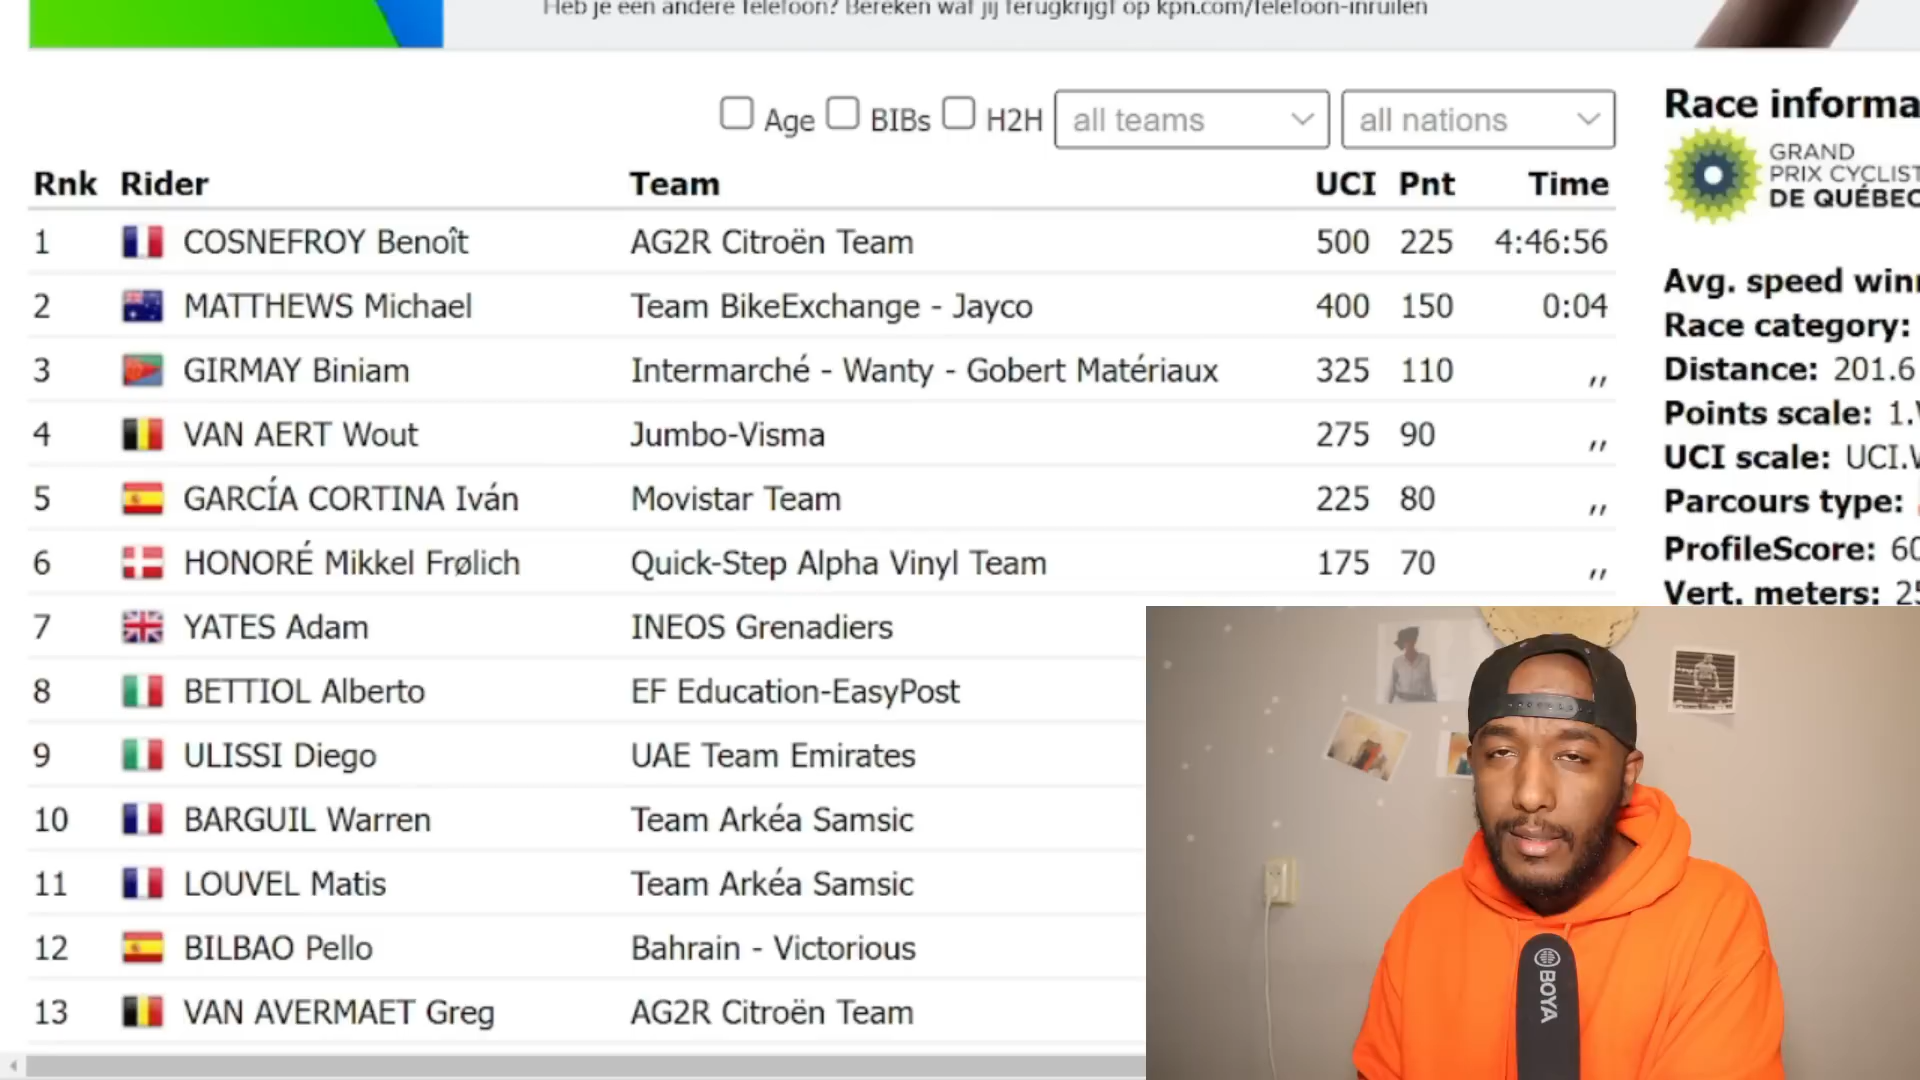 Heb je een andere telefoon? Bereken wat jij terugkrijgt op kpn.com/telefoon-inruilen
Age BIBs H2H all teams all nations
Race informa
GRAND
PRIX CYCLIST
DE QUÉBEC
Rnk Rider Team UCI Pnt Time
1 COSNEFROY Benoît AG2R Citroën Team 500 225 4:46:56
2 MATTHEWS Michael Team BikeExchange - Jayco 400 150 0:04
3 GIRMAY Biniam Intermarché - Wanty - Gobert Matériaux 325 110 ,,
4 VAN AERT Wout Jumbo-Visma 275 90 ,,
5 GARCÍA CORTINA Iván Movistar Team 225 80 ,,
6 HONORÉ Mikkel Frølich Quick-Step Alpha Vinyl Team 175 70 ,,
7 YATES Adam INEOS Grenadiers
8 BETTIOL Alberto EF Education-EasyPost
9 ULISSI Diego UAE Team Emirates
10 BARGUIL Warren Team Arkéa Samsic
11 LOUVEL Matis Team Arkéa Samsic
12 BILBAO Pello Bahrain - Victorious
13 VAN AVERMAET Greg AG2R Citroën Team
Avg. speed winn
Race category:
Distance: 201.6
Points scale: 1.W
UCI scale: UCI.W
Parcours type:
ProfileScore: 60
Vert. meters: 25
BOYA